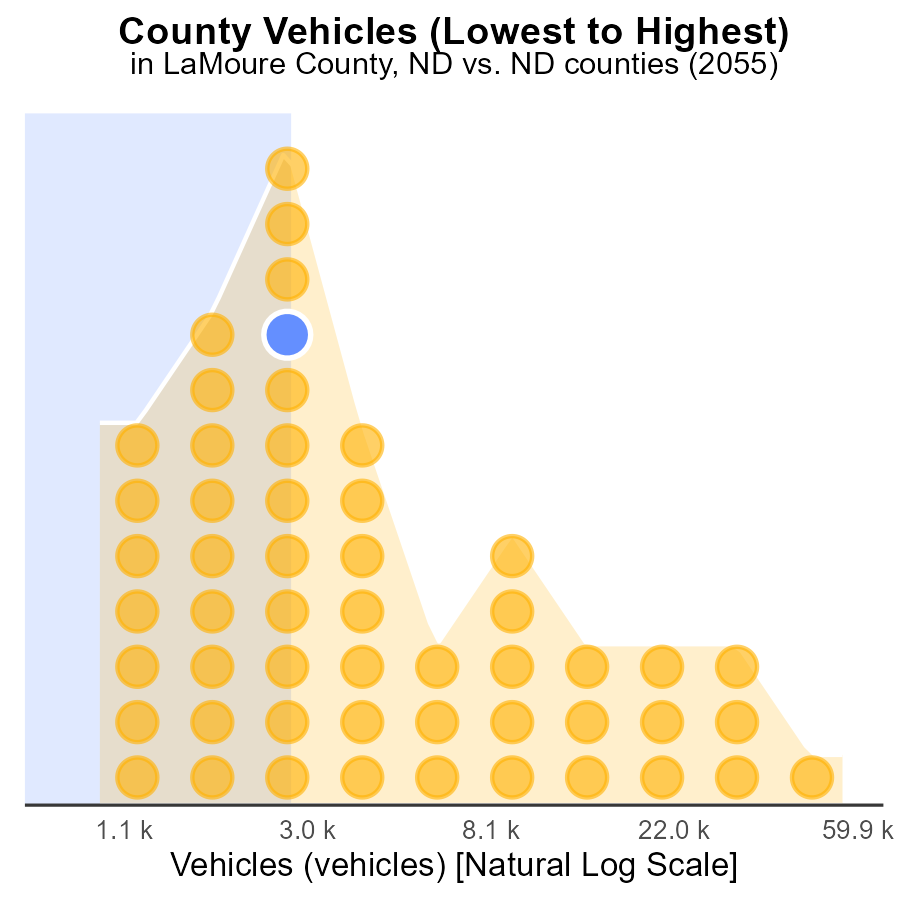 County Vehicles (Lowest to Highest)
in LaMoure County, ND vs. ND counties (2055)
1.1 k 3.0 k 8.1 k 22.0 k 59.9 k
Vehicles (vehicles) [Natural Log Scale]